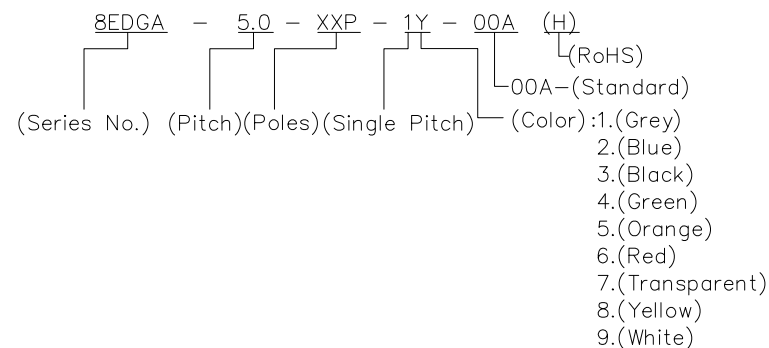 8EDGA - 5.0 - XXP - 1Y - 00A (H)
(RoHS)
00A-(Standard)
(Series No.) (Pitch)(Poles)(Single Pitch) (Color):1.(Grey)
2.(Blue)
3.(Black)
4.(Green)
5.(Orange)
6.(Red)
7.(Transparent)
8.(Yellow)
9.(White)